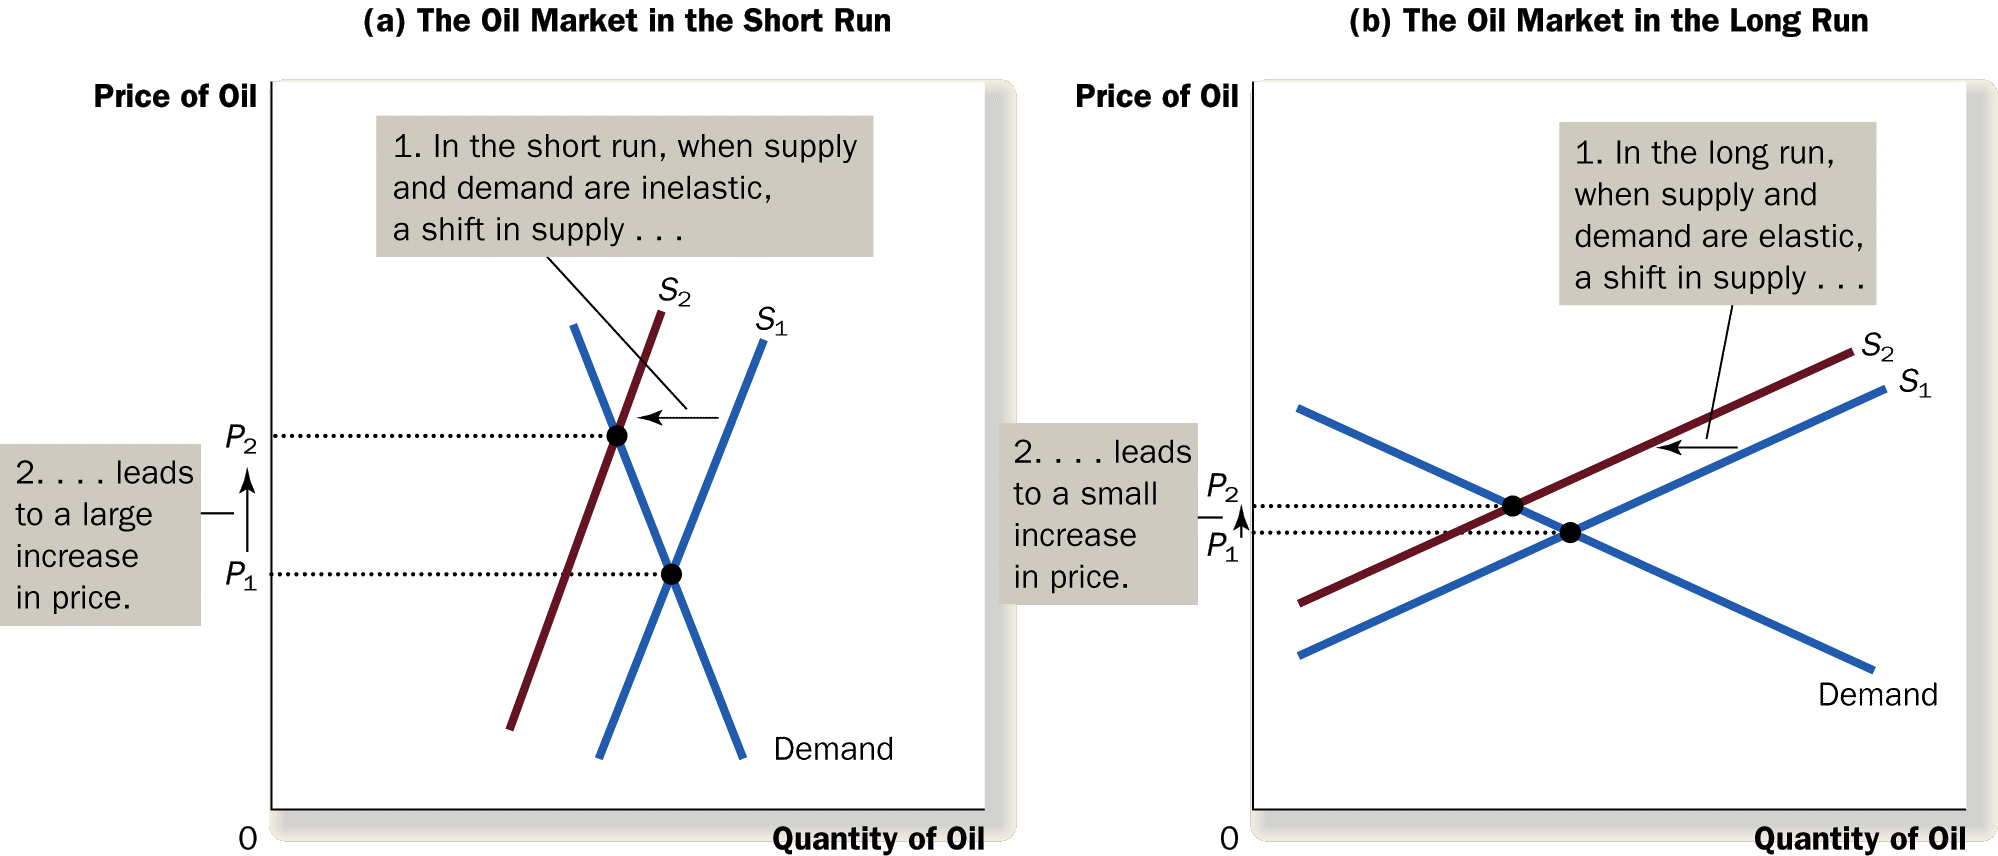 (a) The Oil Market in the Short Run
Price of Oil
1. In the short run, when supply
and demand are inelastic,
a shift in supply . . .
S2
S1
P2
2. . . . leads
to a large
increase
in price.
P1
Demand
0
Quantity of Oil
(b) The Oil Market in the Long Run
Price of Oil
1. In the long run,
when supply and
demand are elastic,
a shift in supply . . .
S2
S1
2. . . . leads
to a small
increase
in price.
P2
P1
Demand
0
Quantity of Oil